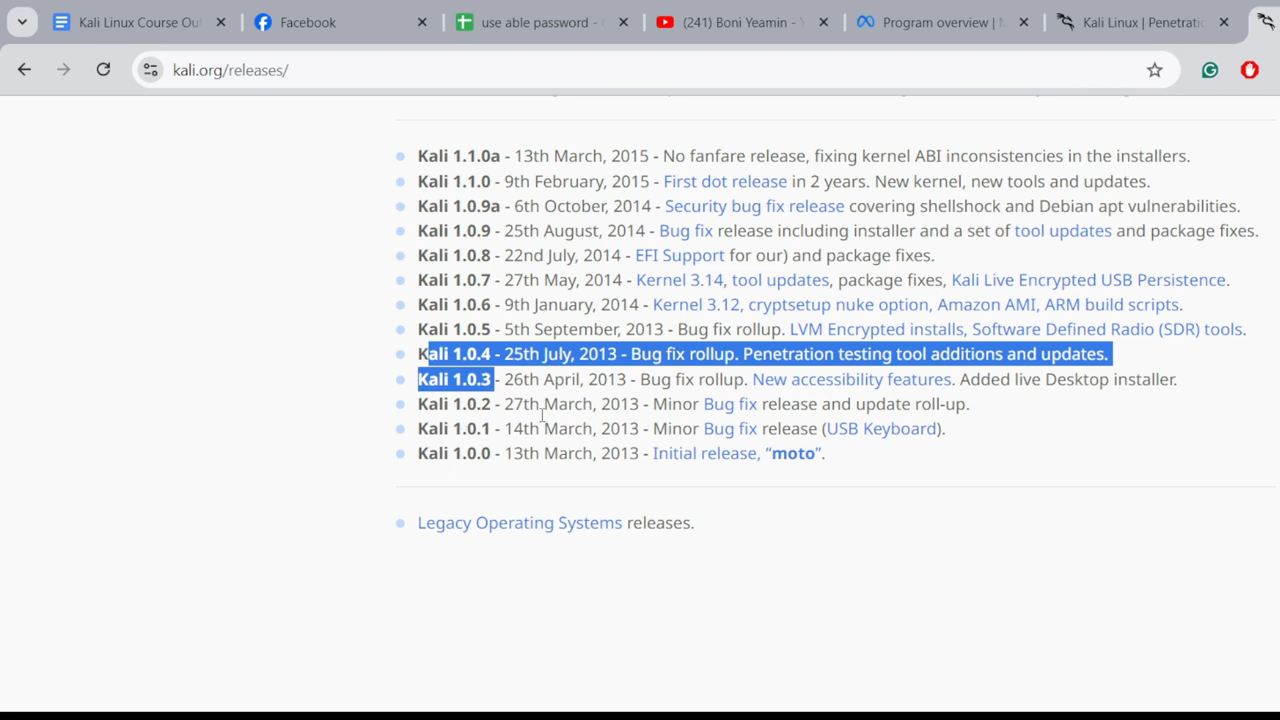 Kali Linux Course Ou
Facebook
use able password -
(241) Boni Yeamin -
Program overview |
Kali Linux | Penetrati
kali.org/releases/
Kali 1.1.0a - 13th March, 2015 - No fanfare release, fixing kernel ABI inconsistencies in the installers.
Kali 1.1.0 - 9th February, 2015 - First dot release in 2 years. New kernel, new tools and updates.
Kali 1.0.9a - 6th October, 2014 - Security bug fix release covering shellshock and Debian apt vulnerabilities.
Kali 1.0.9 - 25th August, 2014 - Bug fix release including installer and a set of tool updates and package fixes.
Kali 1.0.8 - 22nd July, 2014 - EFI Support for our) and package fixes.
Kali 1.0.7 - 27th May, 2014 - Kernel 3.14, tool updates, package fixes, Kali Live Encrypted USB Persistence.
Kali 1.0.6 - 9th January, 2014 - Kernel 3.12, cryptsetup nuke option, Amazon AMI, ARM build scripts.
Kali 1.0.5 - 5th September, 2013 - Bug fix rollup. LVM Encrypted installs, Software Defined Radio (SDR) tools.
Kali 1.0.4 - 25th July, 2013 - Bug fix rollup. Penetration testing tool additions and updates.
Kali 1.0.3 - 26th April, 2013 - Bug fix rollup. New accessibility features. Added live Desktop installer.
Kali 1.0.2 - 27th March, 2013 - Minor Bug fix release and update roll-up.
Kali 1.0.1 - 14th March, 2013 - Minor Bug fix release (USB Keyboard).
Kali 1.0.0 - 13th March, 2013 - Initial release, “moto”.
Legacy Operating Systems releases.